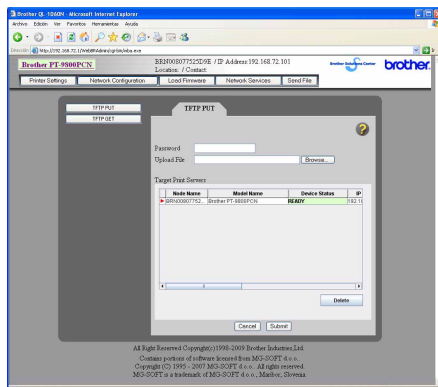 Brother QL-1060N - Microsoft Internet Explorer
Archivo Edición Ver Favoritos Herramientas Ayuda
Dirección http://192.168.72.1/WebBRAdmin/cgi-bin/wba.exe
Brother PT-9800PCN
BRN008077525D9E / IP Address:192.168.72.101
Location: / Contact:
Brother Solutions Center
brother
Printer Settings Network Configuration Load Firmware Network Services Send File
TFTP PUT
TFTP GET
TFTP PUT
Password
Upload File Browse...
Target Print Servers:
Node Name Model Name Device Status IP
BRN00807752... Brother PT-9800PCN READY 192.16
Delete
Cancel Submit
All Right Reserved Copyright(c)1998-2009 Brother Industries,Ltd.
Contains portions of software licensed from MG-SOFT d.o.o.
Copyright (C) 1995 - 2007 MG-SOFT d.o.o.. All rights reserved.
MG-SOFT is a trademark of MG-SOFT d.o.o., Maribor, Slovenia.